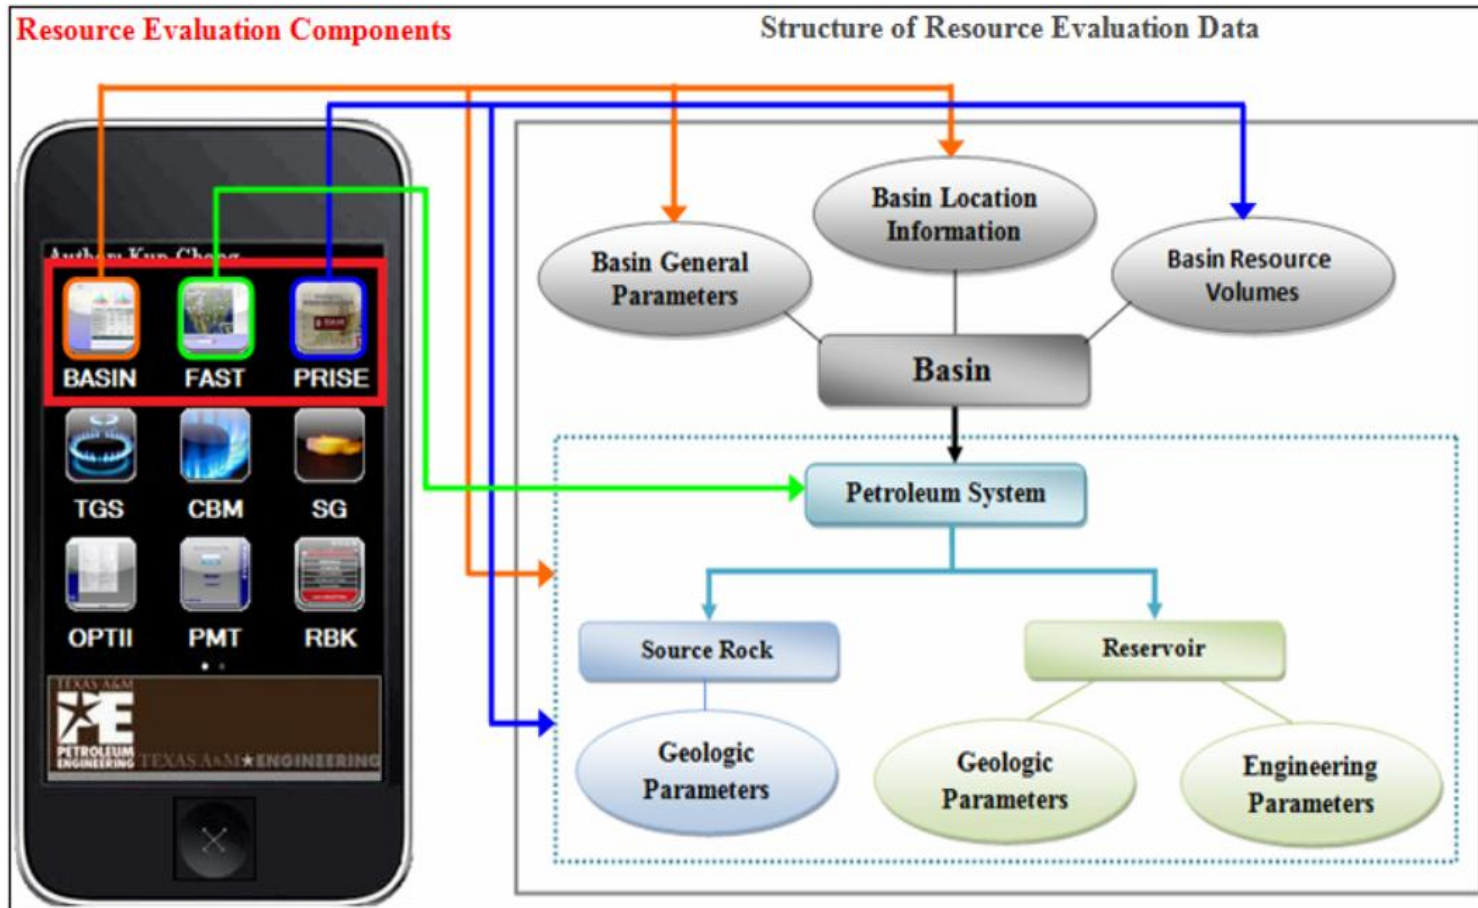 Resource Evaluation Components
Structure of Resource Evaluation Data
BASIN FAST PRISE
TGS CBM SG
OPTII PMT RBK
TEXAS A&M
PE
PETROLEUM
ENGINEERING
TEXAS A&M★ENGINEERING
Basin General
Parameters
Basin Location
Information
Basin Resource
Volumes
Basin
Petroleum System
Source Rock
Reservoir
Geologic
Parameters
Geologic
Parameters
Engineering
Parameters